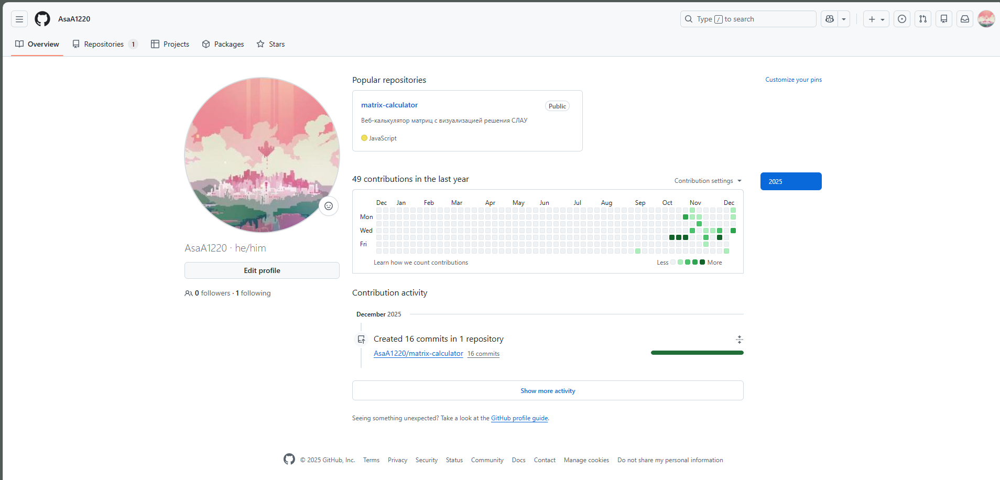 AsaA1220
Type / to search
Overview
Repositories 1
Projects
Packages
Stars
AsaA1220 · he/him
Edit profile
0 followers · 1 following
Popular repositories
Customize your pins
matrix-calculator
Public
Веб-калькулятор матриц с визуализацией решения СЛАУ
JavaScript
49 contributions in the last year
Contribution settings
2025
Dec Jan Feb Mar Apr May Jun Jul Aug Sep Oct Nov Dec
Mon
Wed
Fri
Learn how we count contributions
Less More
Contribution activity
December 2025
Created 16 commits in 1 repository
AsaA1220/matrix-calculator 16 commits
Show more activity
Seeing something unexpected? Take a look at the GitHub profile guide.
© 2025 GitHub, Inc. Terms Privacy Security Status Community Docs Contact Manage cookies Do not share my personal information